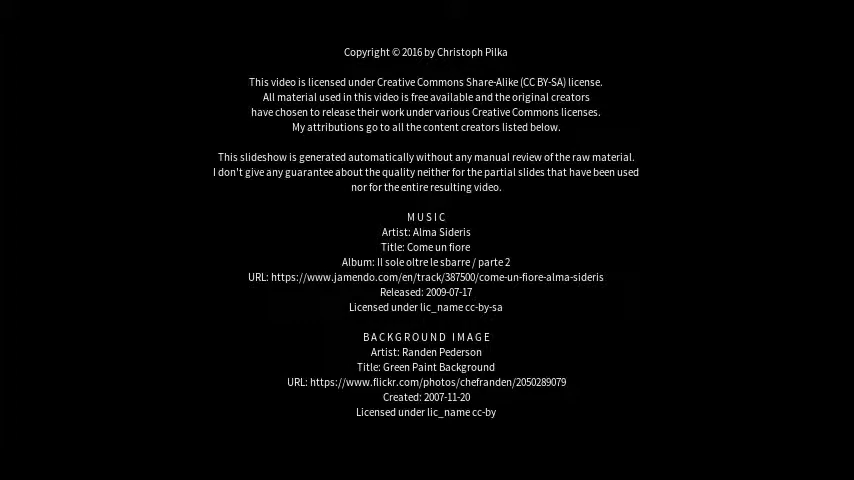 Copyright © 2016 by Christoph Pilka
This video is licensed under Creative Commons Share-Alike (CC BY-SA) license.
All material used in this video is free available and the original creators
have chosen to release their work under various Creative Commons licenses.
My attributions go to all the content creators listed below.
This slideshow is generated automatically without any manual review of the raw material.
I don't give any guarantee about the quality neither for the partial slides that have been used
nor for the entire resulting video.
MUSIC
Artist: Alma Sideris
Title: Come un fiore
Album: Il sole oltre le sbarre / parte 2
URL: https://www.jamendo.com/en/track/387500/come-un-fiore-alma-sideris
Released: 2009-07-17
Licensed under lic_name cc-by-sa
BACKGROUND IMAGE
Artist: Randen Pederson
Title: Green Paint Background
URL: https://www.flickr.com/photos/chefranden/2050289079
Created: 2007-11-20
Licensed under lic_name cc-by